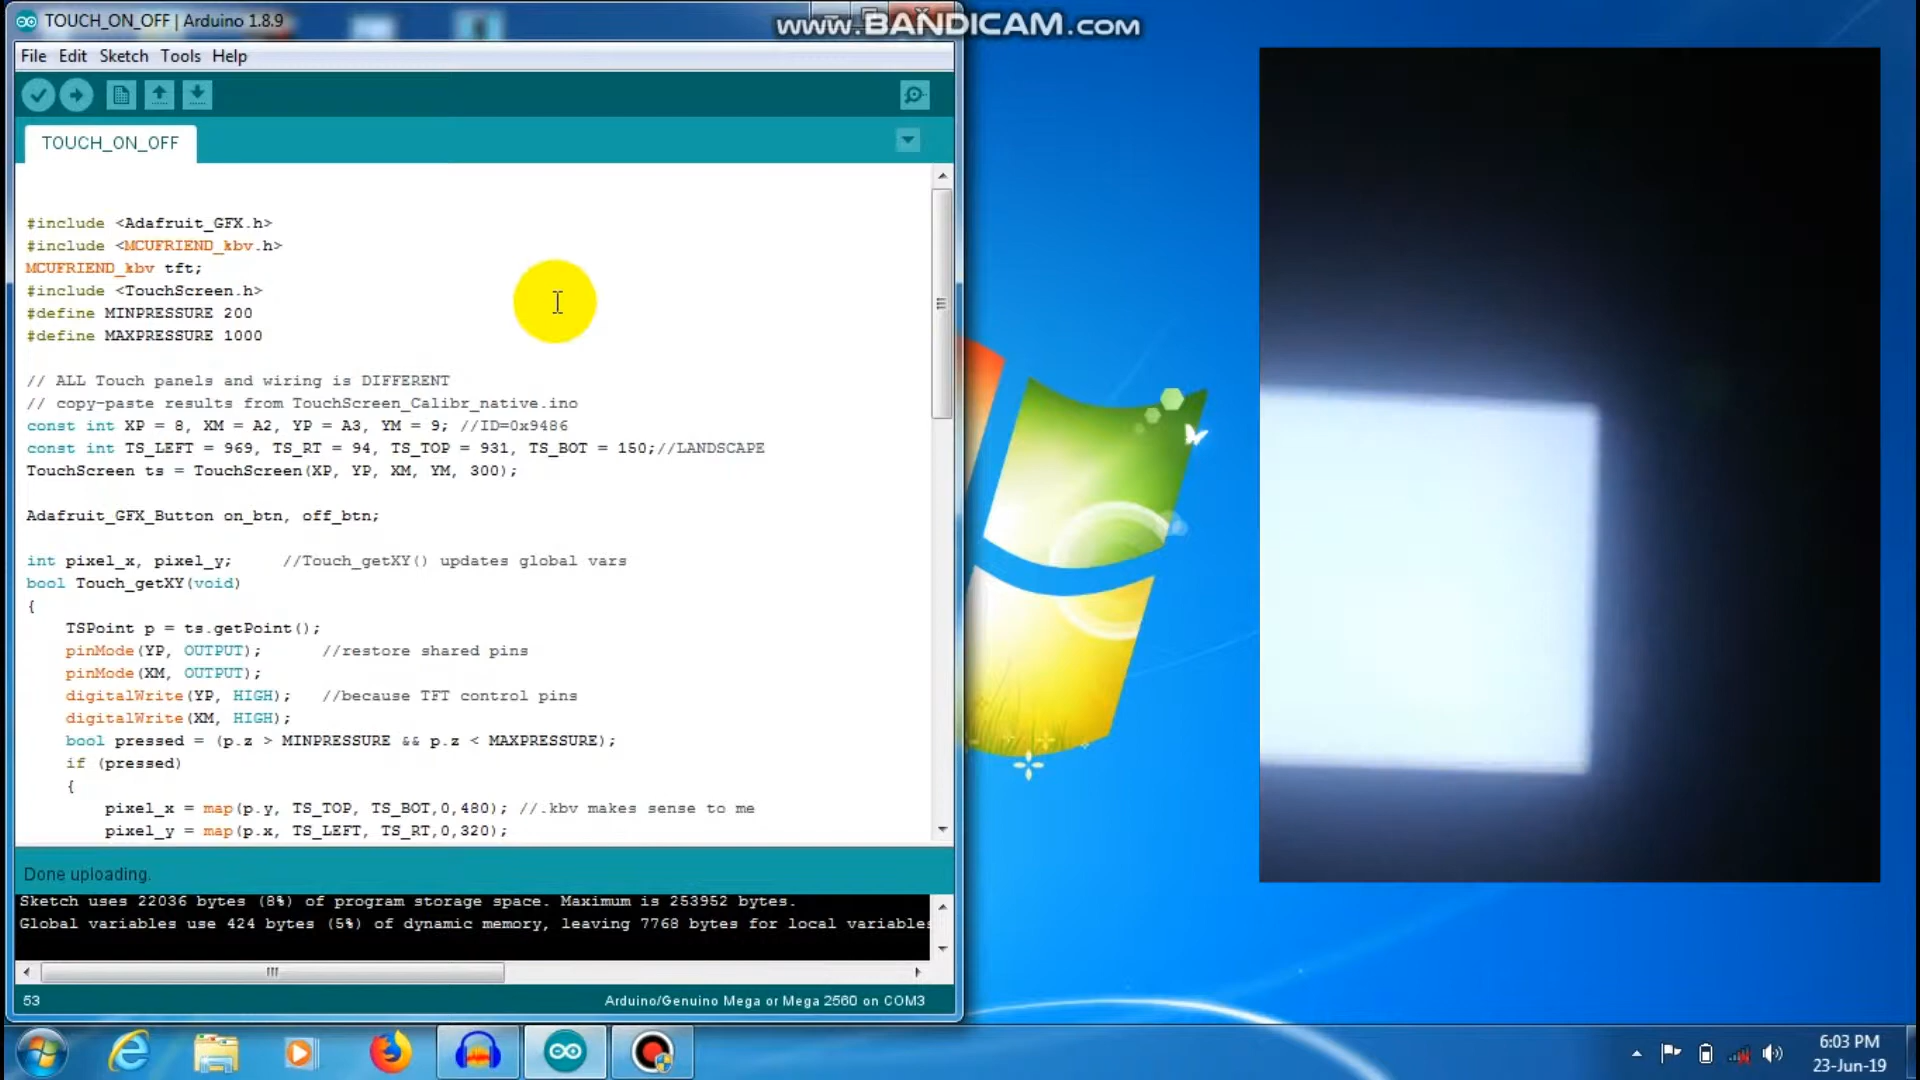 TOUCH_ON_OFF | Arduino 1.8.9
www.BANDICAM.com
File Edit Sketch Tools Help
TOUCH_ON_OFF
#include <Adafruit_GFX.h>
#include <MCUFRIEND_kbv.h>
MCUFRIEND_kbv tft;
#include <TouchScreen.h>
#define MINPRESSURE 200
#define MAXPRESSURE 1000
// ALL Touch panels and wiring is DIFFERENT
// copy-paste results from TouchScreen_Calibr_native.ino
const int XP = 8, XM = A2, YP = A3, YM = 9; //ID=0x9486
const int TS_LEFT = 969, TS_RT = 94, TS_TOP = 931, TS_BOT = 150;//LANDSCAPE
TouchScreen ts = TouchScreen(XP, YP, XM, YM, 300);
Adafruit_GFX_Button on_btn, off_btn;
int pixel_x, pixel_y;     //Touch_getXY() updates global vars
bool Touch_getXY(void)
{
    TSPoint p = ts.getPoint();
    pinMode(YP, OUTPUT);      //restore shared pins
    pinMode(XM, OUTPUT);
    digitalWrite(YP, HIGH);   //because TFT control pins
    digitalWrite(XM, HIGH);
    bool pressed = (p.z > MINPRESSURE && p.z < MAXPRESSURE);
    if (pressed)
    {
        pixel_x = map(p.y, TS_TOP, TS_BOT,0,480); //.kbv makes sense to me
        pixel_y = map(p.x, TS_LEFT, TS_RT,0,320);
Done uploading.
Sketch uses 22036 bytes (8%) of program storage space. Maximum is 253952 bytes.
Global variables use 424 bytes (5%) of dynamic memory, leaving 7768 bytes for local variables
53
Arduino/Genuino Mega or Mega 2560 on COM3
6:03 PM
23-Jun-19